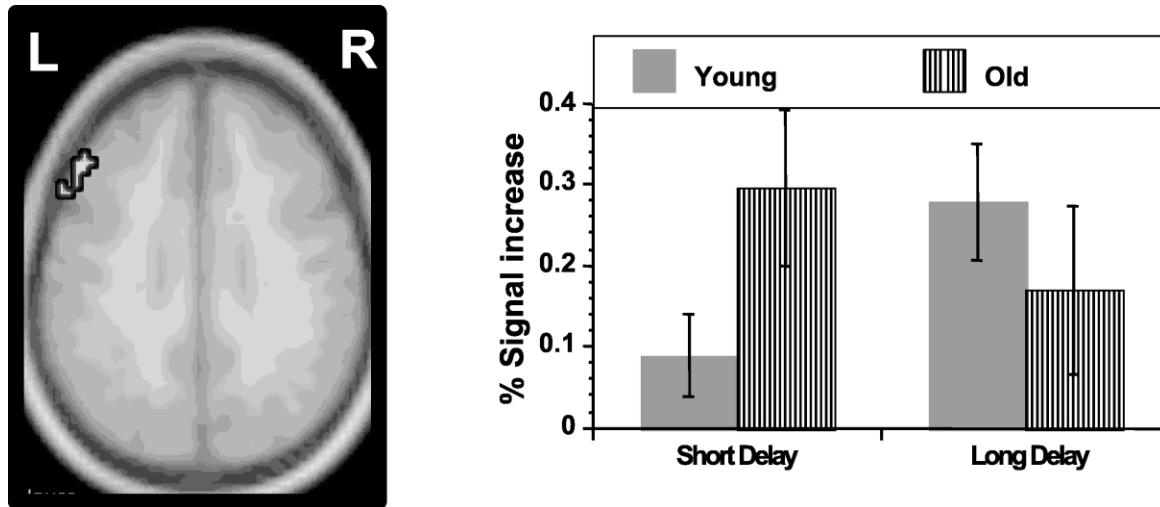 L
R
Young
Old
% Signal increase
0.4
0.3
0.2
0.1
0
Short Delay
Long Delay